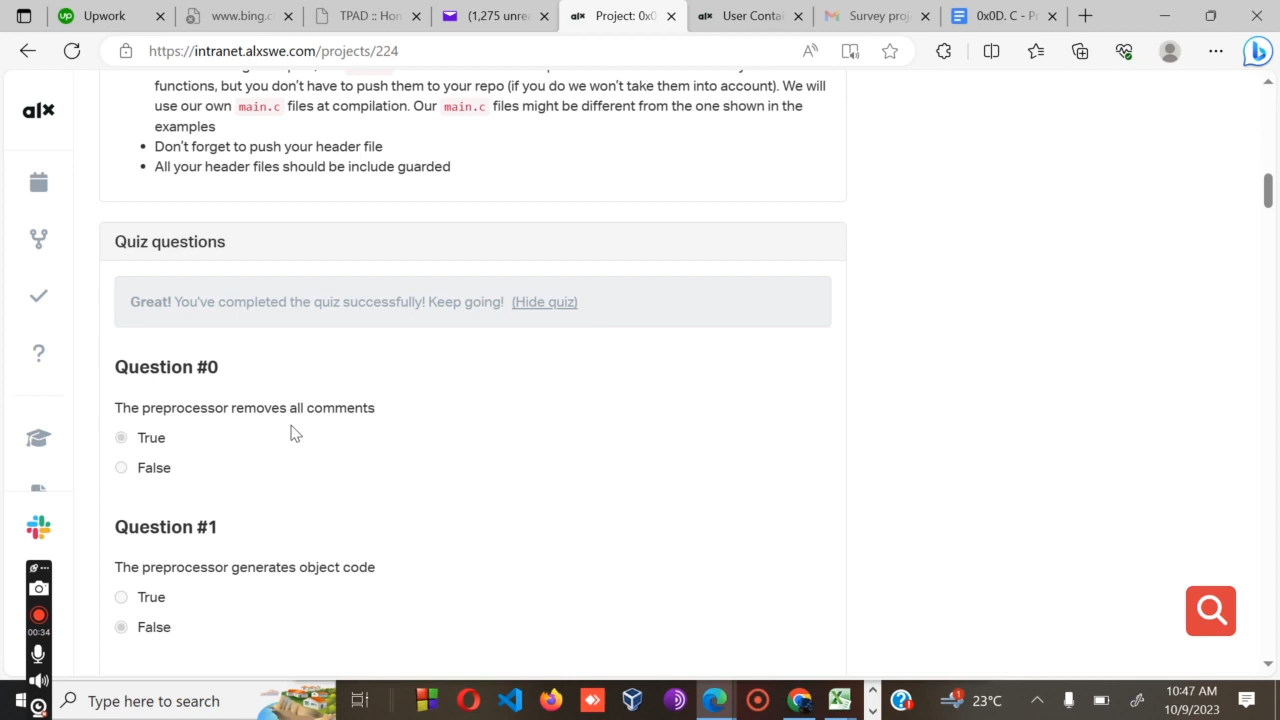 Upwork
www.bing.c
TPAD :: Hom
(1,275 unre
Project: 0x0
User Contai
Survey proj
0x0D. C - Pr
https://intranet.alxswe.com/projects/224
alx
functions, but you don't have to push them to your repo (if you do we won't take them into account). We will
use our own main.c files at compilation. Our main.c files might be different from the one shown in the
examples
Don't forget to push your header file
All your header files should be include guarded
Quiz questions
Great! You've completed the quiz successfully! Keep going! (Hide quiz)
Question #0
The preprocessor removes all comments
True
False
Question #1
The preprocessor generates object code
True
False
00:34
Type here to search
23°C
10:47 AM
10/9/2023